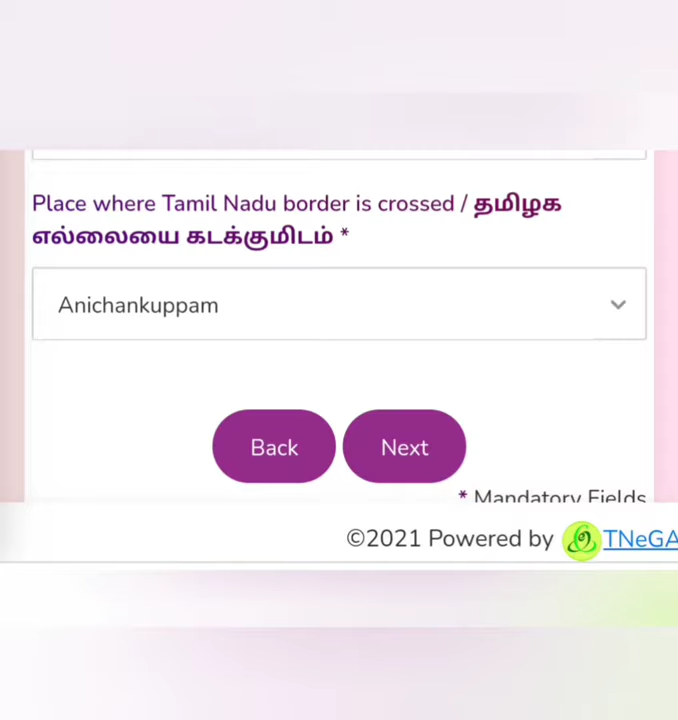 Place where Tamil Nadu border is crossed / தமிழக
எல்லையை கடக்குமிடம் *
Anichankuppam
Back Next
* Mandatory Fields
©2021 Powered by TNeGA